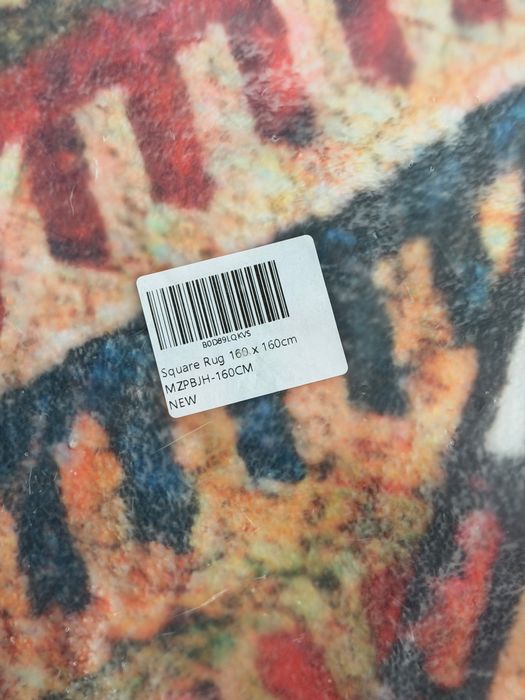 B0D89LQKVS
Square Rug 160 x 160cm
MZPBJH-160CM
NEW